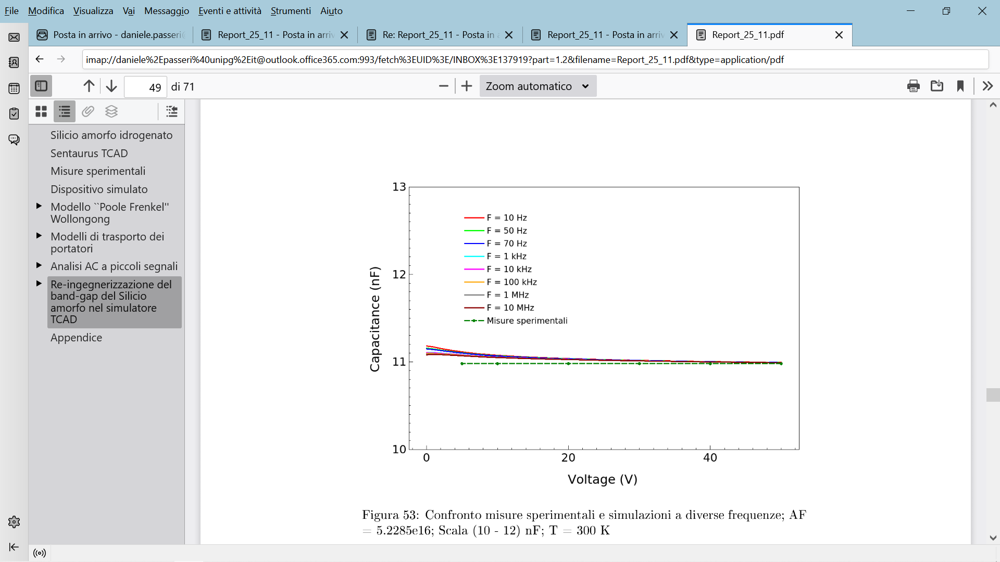 File Modifica Visualizza Vai Messaggio Eventi e attività Strumenti Aiuto
Posta in arrivo - daniele.passeri
Report_25_11 - Posta in
Re: Report_25_11 - Posta in
Report_25_11 - Posta in
Report_25_11.pdf
imap://daniele%2Epasseri%40unipg%2Eit@outlook.office365.com:993/fetch%3EUID%3E/INBOX%3E137919?part=1.2&filename=Report_25_11.pdf&type=application/pdf
49 di 71
Zoom automatico
Silicio amorfo idrogenato
Sentaurus TCAD
Misure sperimentali
Dispositivo simulato
Modello ``Poole Frenkel''
Wollongong
Modelli di trasporto dei
portatori
Analisi AC a piccoli segnali
Re-ingegnerizzazione del
band-gap del Silicio
amorfo nel simulatore
TCAD
Appendice
13
12
11
10
Capacitance (nF)
F = 10 Hz
F = 50 Hz
F = 70 Hz
F = 1 kHz
F = 10 kHz
F = 100 kHz
F = 1 MHz
F = 10 MHz
Misure sperimentali
0 20 40
Voltage (V)
Figura 53: Confronto misure sperimentali e simulazioni a diverse frequenze; AF
= 5.2285e16; Scala (10 - 12) nF; T = 300 K